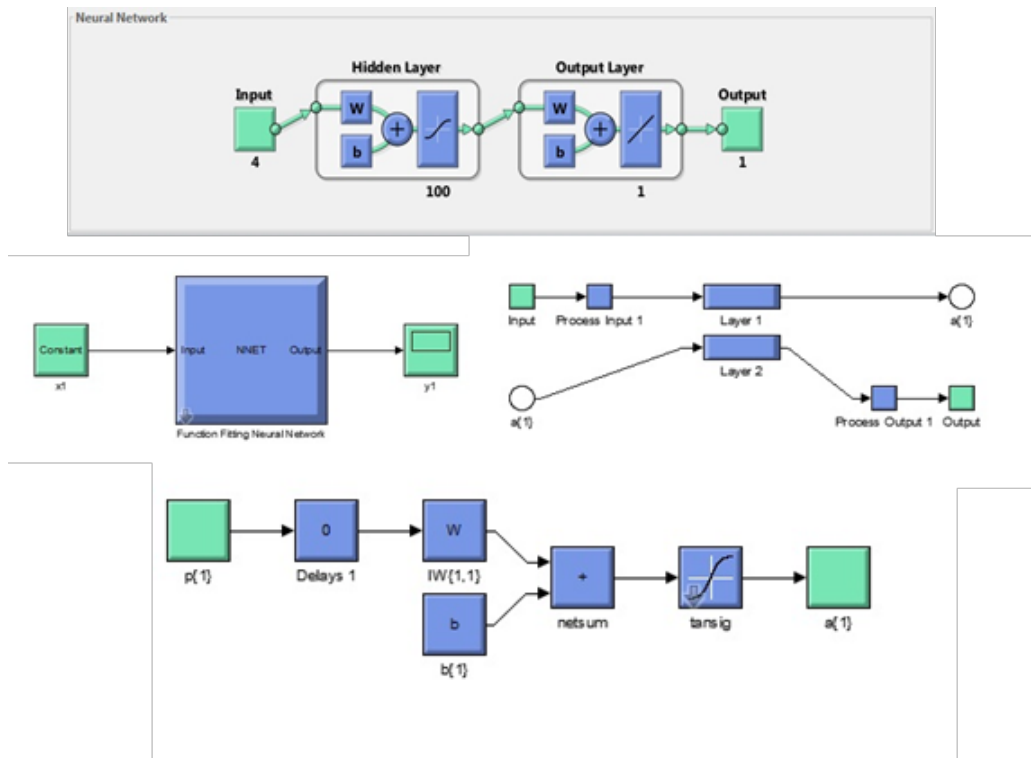 Neural Network
Hidden Layer
Output Layer
Input
Output
W
b
+
W
b
+
4
100
1
1
Constant
x1
Input
NNET
Output
Function Fitting Neural Network
y1
Input
Process Input 1
Layer 1
a{1}
Layer 2
a{1}
Process Output 1
Output
p{1}
0
Delays 1
W
IW{1,1}
b
b{1}
+
netsum
tansig
a{1}